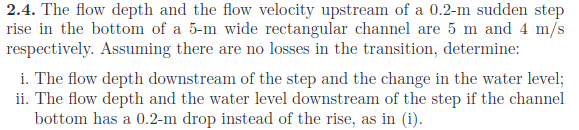 2.4. The flow depth and the flow velocity upstream of a 0.2-m sudden step
rise in the bottom of a 5-m wide rectangular channel are 5 m and 4 m/s
respectively. Assuming there are no losses in the transition, determine:
i. The flow depth downstream of the step and the change in the water level;
ii. The flow depth and the water level downstream of the step if the channel
bottom has a 0.2-m drop instead of the rise, as in (i).